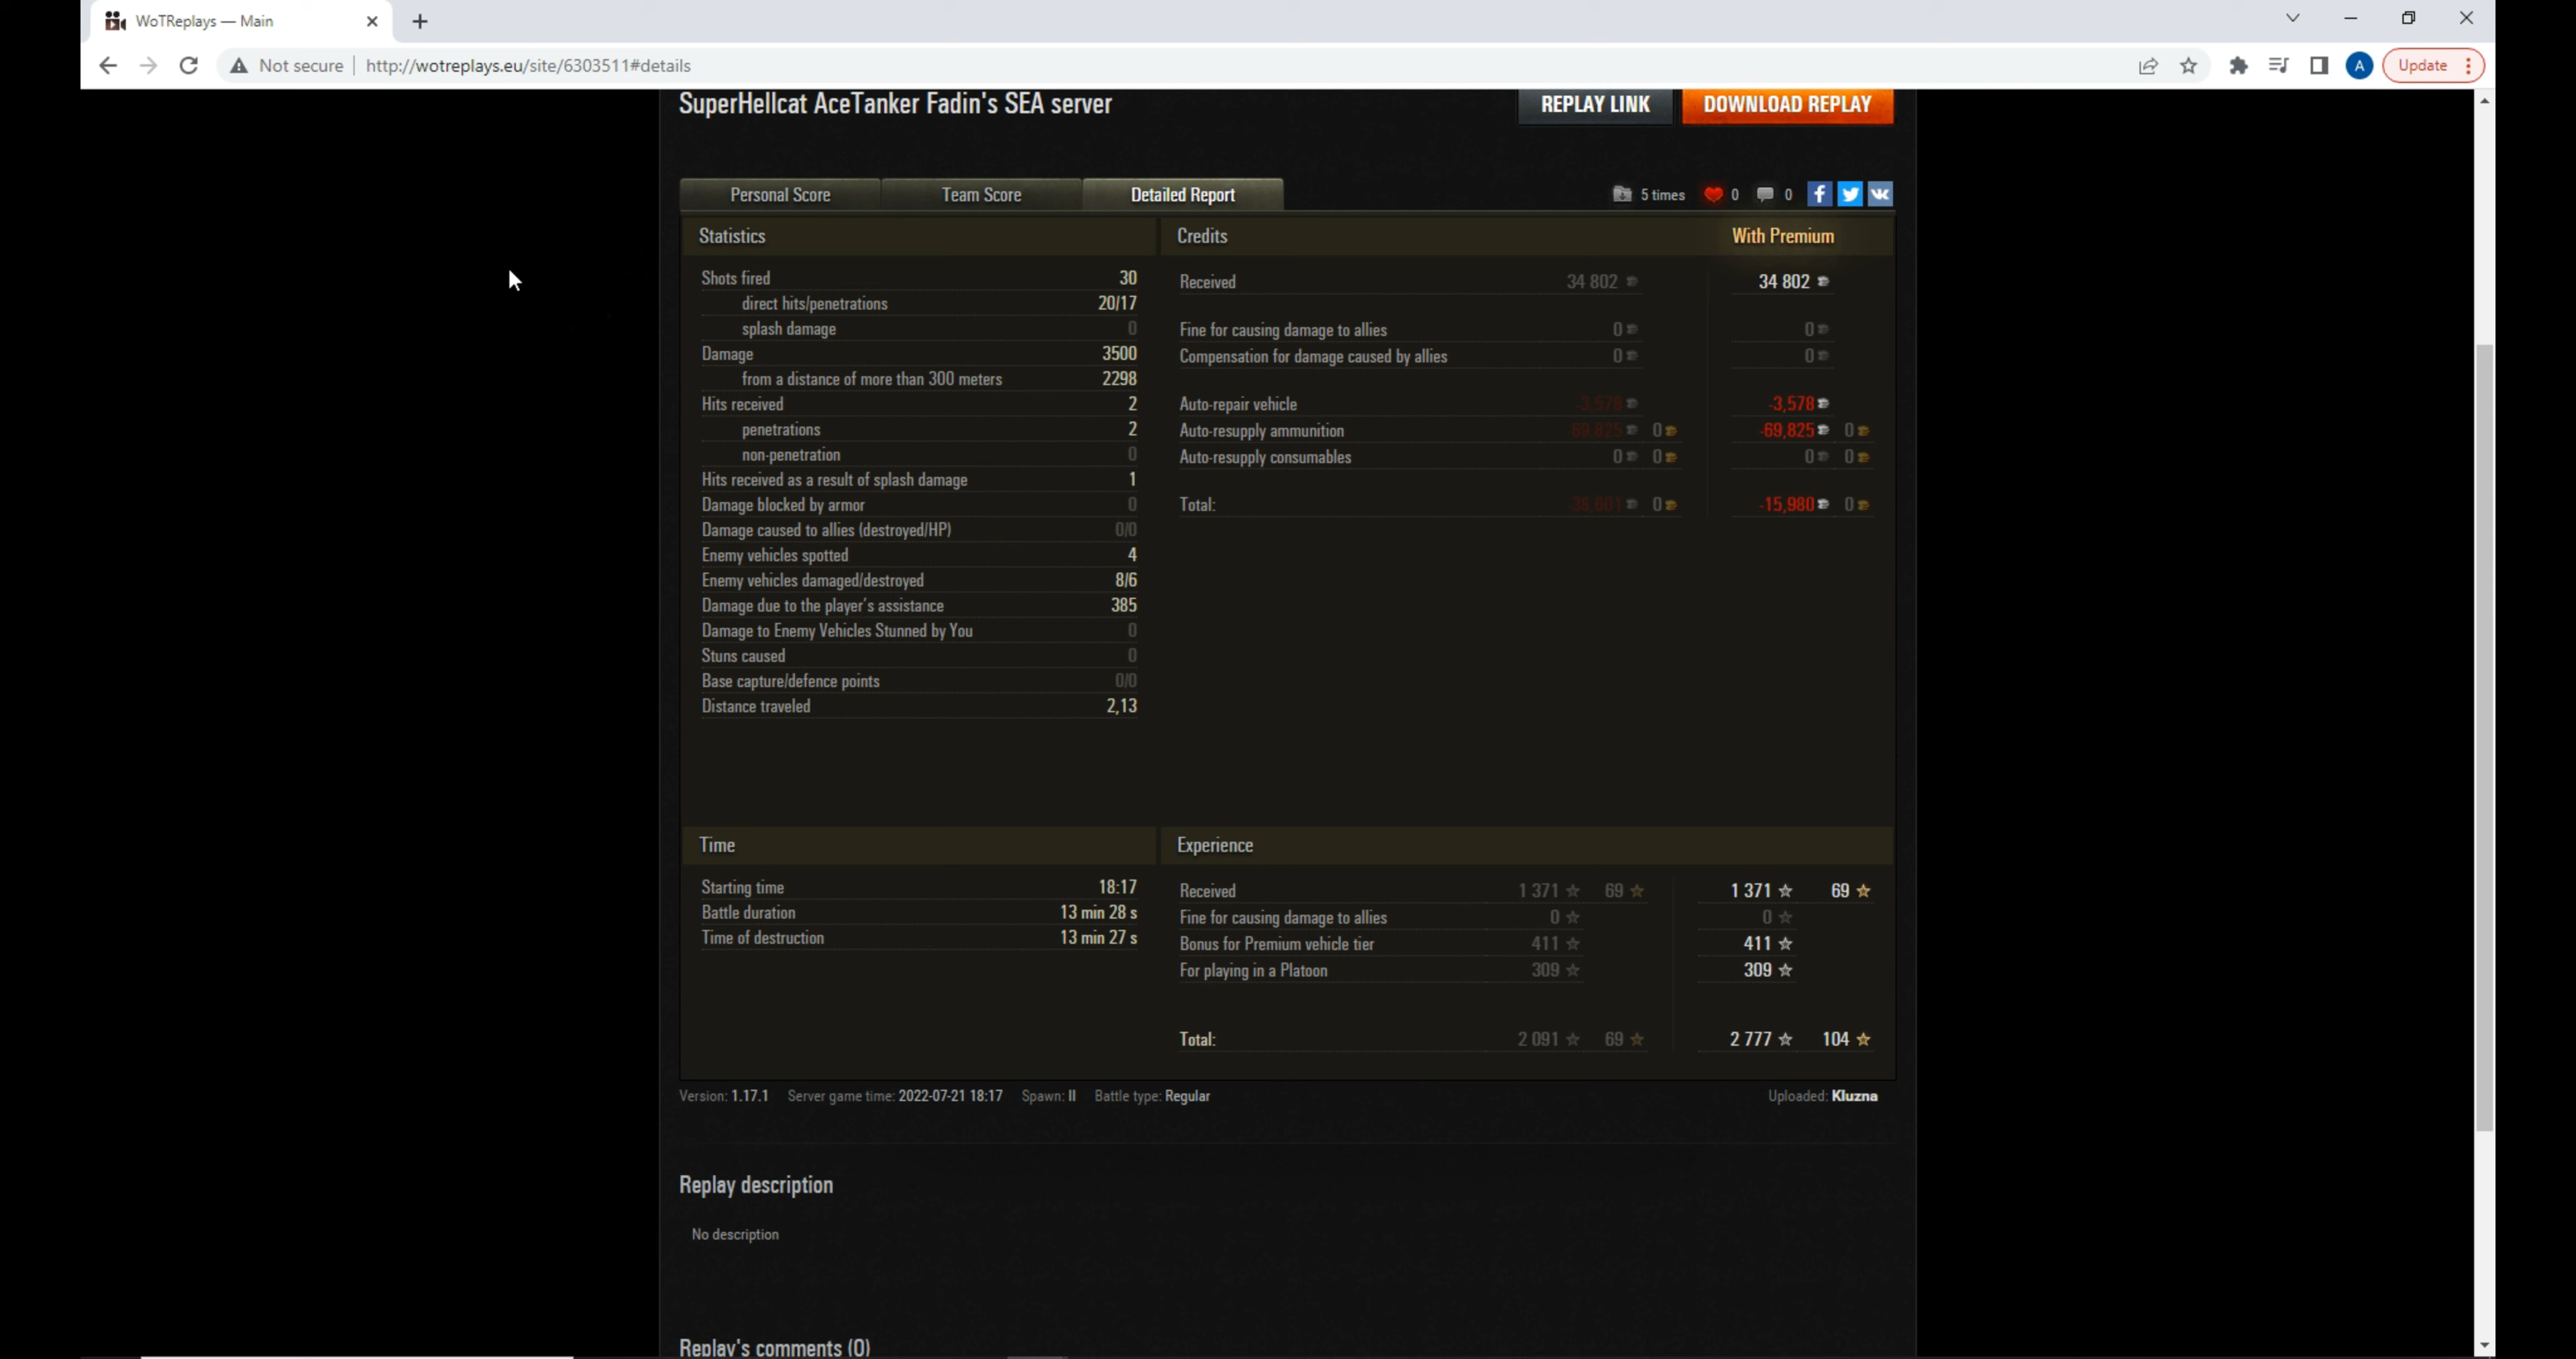 WoTReplays — Main
Not secure
http://wotreplays.eu/site/6303511#details
A
Update
SuperHellcat AceTanker Fadin's SEA server
REPLAY LINK
DOWNLOAD REPLAY
Personal Score
Team Score
Detailed Report
5 times
0
0
Statistics
Shots fired 30
direct hits/penetrations 20/17
splash damage 0
Damage 3500
from a distance of more than 300 meters 2298
Hits received 2
penetrations 2
non-penetration 0
Hits received as a result of splash damage 1
Damage blocked by armor 0
Damage caused to allies (destroyed/HP) 0/0
Enemy vehicles spotted 4
Enemy vehicles damaged/destroyed 8/6
Damage due to the player's assistance 385
Damage to Enemy Vehicles Stunned by You 0
Stuns caused 0
Base capture/defence points 0/0
Distance traveled 2,13
Credits With Premium
Received 34 802 34 802
Fine for causing damage to allies 0 0
Compensation for damage caused by allies 0 0
Auto-repair vehicle -3,578 -3,578
Auto-resupply ammunition 69,825 0 -69,825 0
Auto-resupply consumables 0 0 0 0
Total: -38,601 0 -15,980 0
Time
Starting time 18:17
Battle duration 13 min 28 s
Time of destruction 13 min 27 s
Experience
Received 1 371 69 1 371 69
Fine for causing damage to allies 0 0
Bonus for Premium vehicle tier 411 411
For playing in a Platoon 309 309
Total: 2 091 69 2 777 104
Version: 1.17.1 Server game time: 2022-07-21 18:17 Spawn: II Battle type: Regular Uploaded: Kluzna
Replay description
No description
Replay's comments (0)